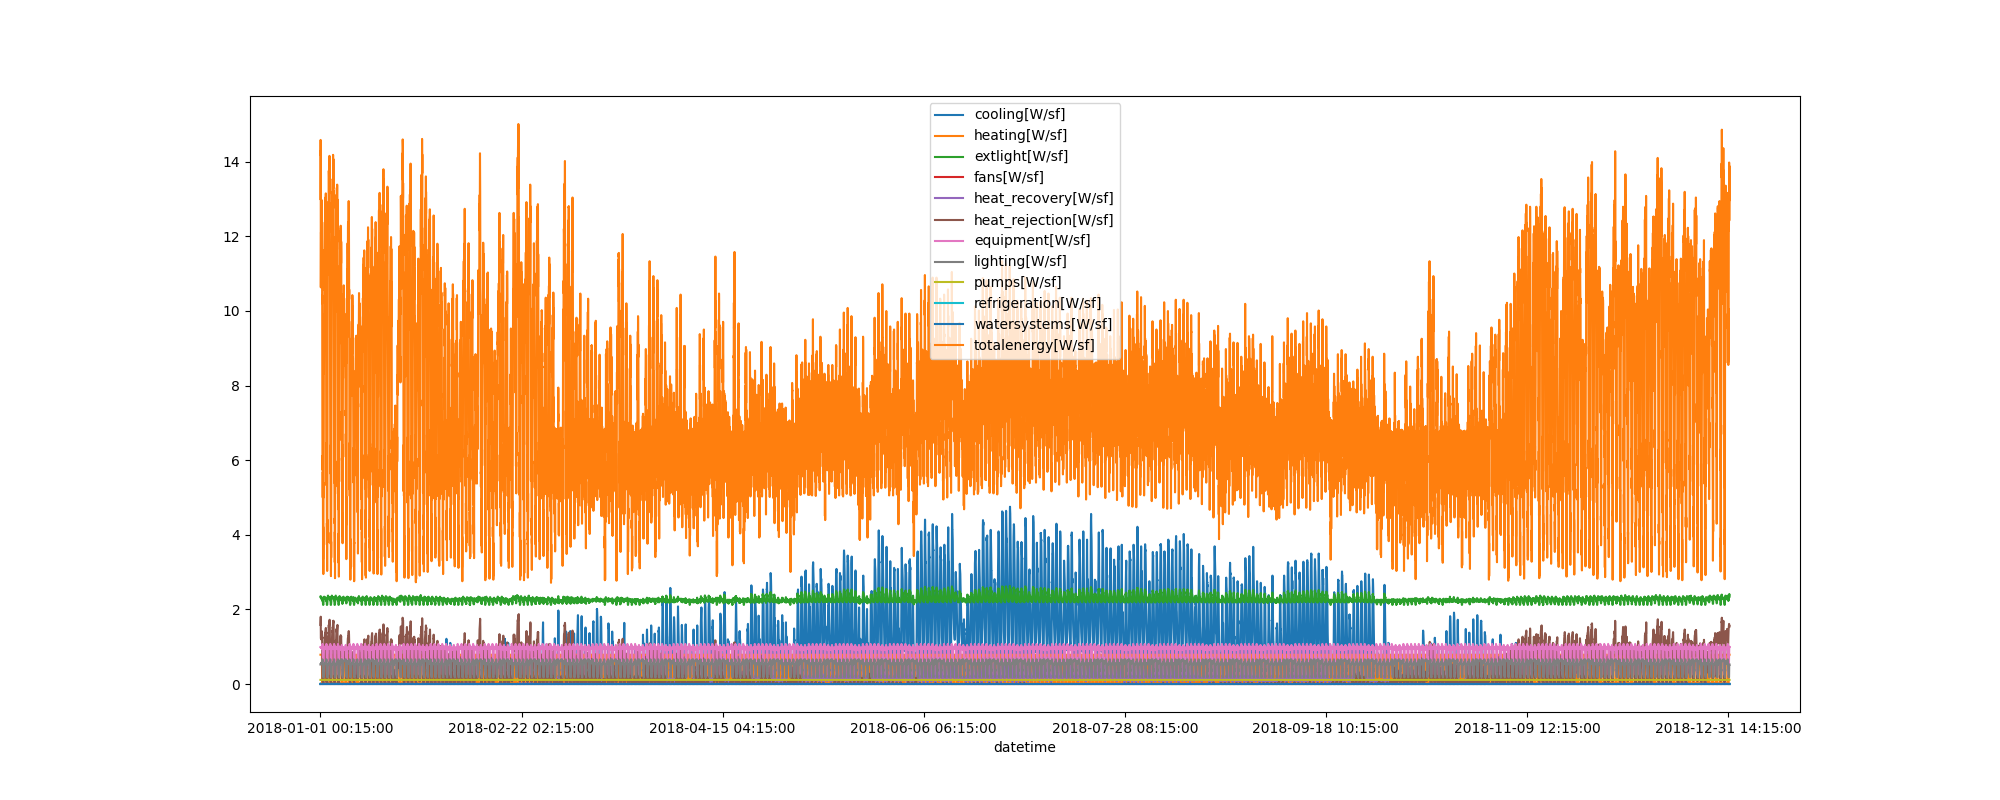 cooling[W/sf]
heating[W/sf]
extlight[W/sf]
fans[W/sf]
heat_recovery[W/sf]
heat_rejection[W/sf]
equipment[W/sf]
lighting[W/sf]
pumps[W/sf]
refrigeration[W/sf]
watersystems[W/sf]
totalenergy[W/sf]
14
12
10
8
6
4
2
0
2018-01-01 00:15:00 2018-02-22 02:15:00 2018-04-15 04:15:00 2018-06-06 06:15:00 2018-07-28 08:15:00 2018-09-18 10:15:00 2018-11-09 12:15:00 2018-12-31 14:15:00
datetime